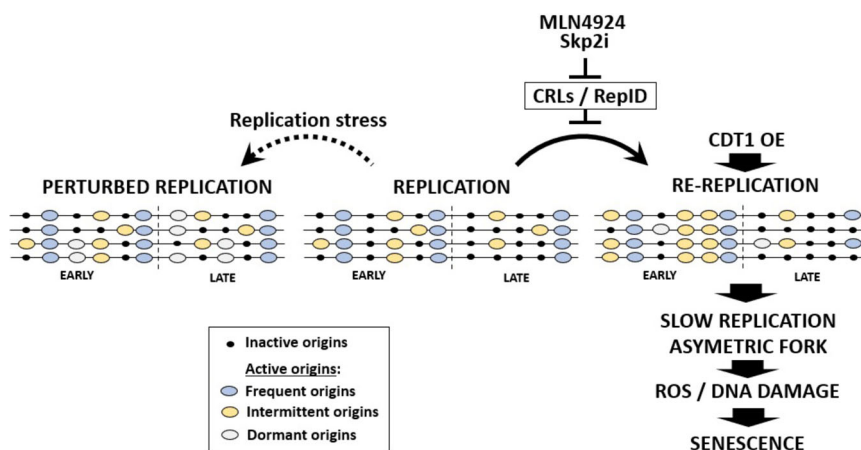 MLN4924
Skp2i
CRLs / RepID
Replication stress
CDT1 OE
PERTURBED REPLICATION
REPLICATION
RE-REPLICATION
EARLY
LATE
EARLY
LATE
EARLY
LATE
SLOW REPLICATION
ASYMETRIC FORK
ROS / DNA DAMAGE
SENESCENCE
Inactive origins
Active origins:
Frequent origins
Intermittent origins
Dormant origins